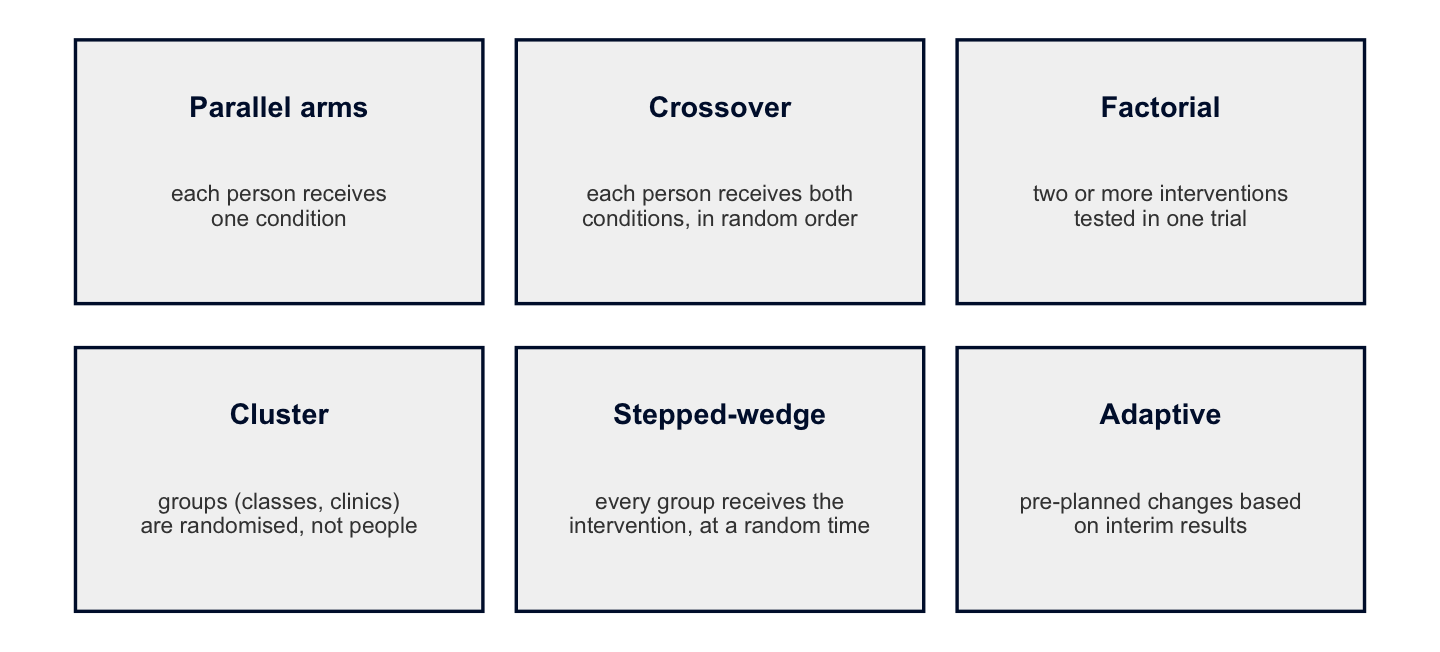 Parallel arms
each person receives
one condition
Crossover
each person receives both
conditions, in random order
Factorial
two or more interventions
tested in one trial
Cluster
groups (classes, clinics)
are randomised, not people
Stepped-wedge
every group receives the
intervention, at a random time
Adaptive
pre-planned changes based
on interim results